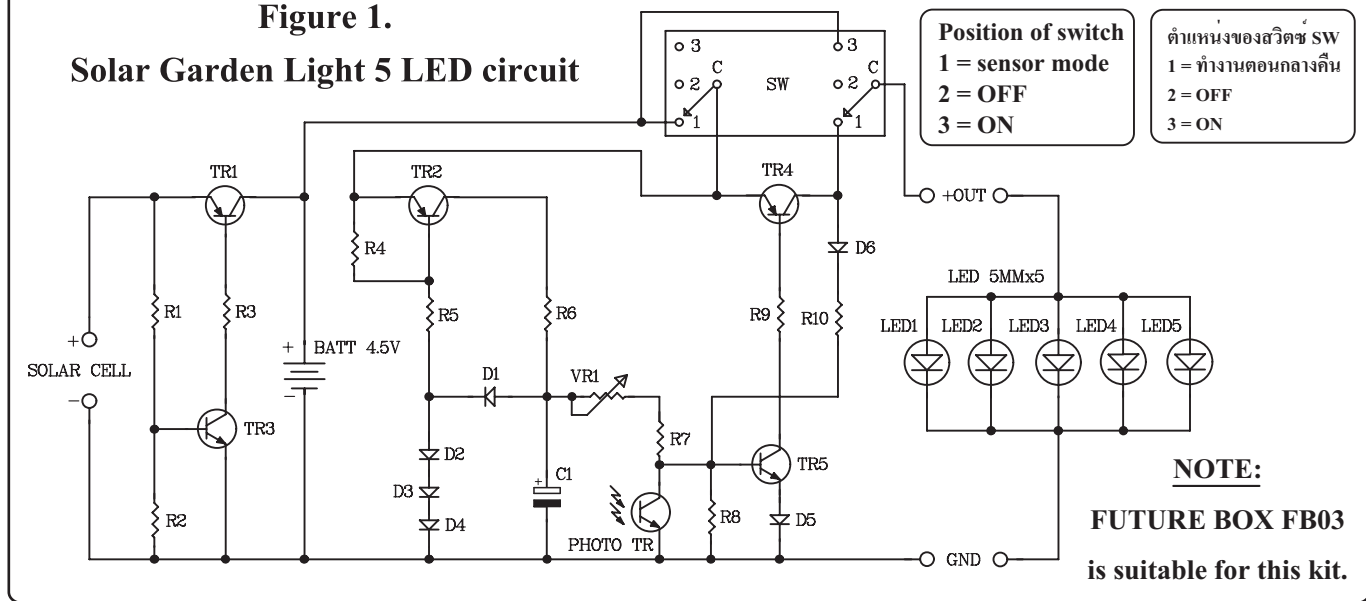 Figure 1.
Solar Garden Light 5 LED circuit
3
2
C
1
SW
3
2
C
1
Position of switch
1 = sensor mode
2 = OFF
3 = ON
ตำแหน่งของสวิตซ์ SW
1 = ทำงานตอนกลางคืน
2 = OFF
3 = ON
TR1
TR2
TR4
+OUT
R4
D6
LED 5MMx5
R1
R3
R5
R6
R9
R10
LED1
LED2
LED3
LED4
LED5
+
SOLAR CELL
-
+
BATT 4.5V
-
D1
VR1
TR3
R7
D2
D3
D4
+
C1
TR5
R2
PHOTO TR
R8
D5
GND
NOTE:
FUTURE BOX FB03
is suitable for this kit.